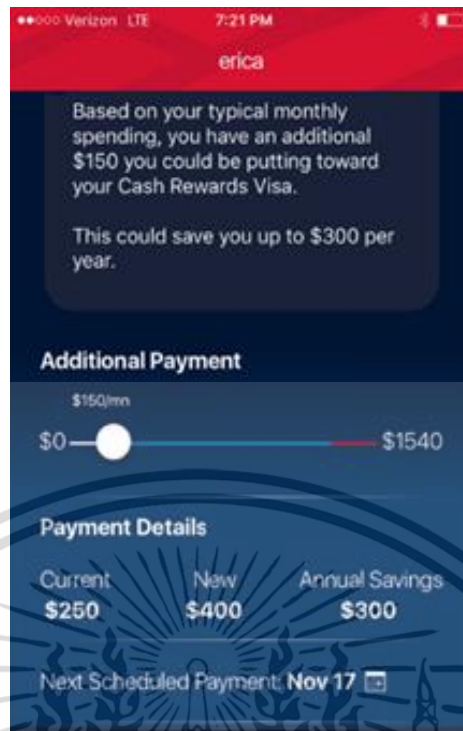 Verizon LTE 7:21 PM
erica
Based on your typical monthly
spending, you have an additional
$150 you could be putting toward
your Cash Rewards Visa.
This could save you up to $300 per
year.
Additional Payment
$150/mn
$0 $1540
Payment Details
Current New Annual Savings
$250 $400 $300
Next Scheduled Payment: Nov 17